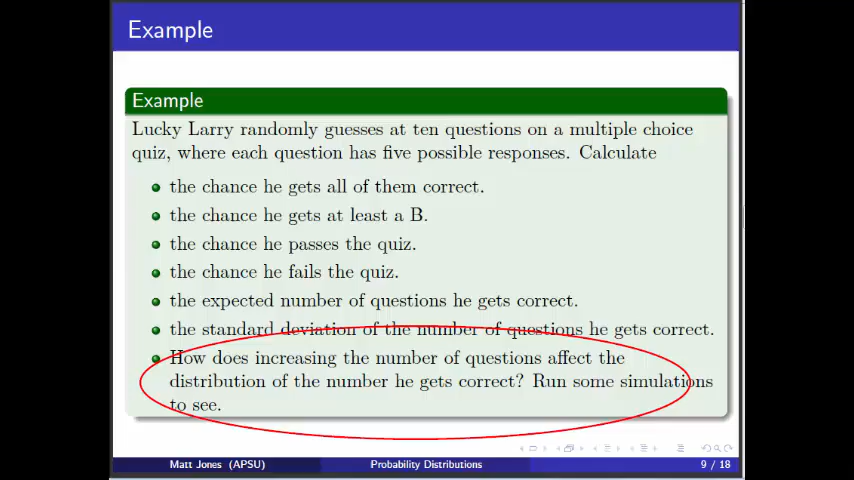 Example
Example
Lucky Larry randomly guesses at ten questions on a multiple choice
quiz, where each question has five possible responses. Calculate
the chance he gets all of them correct.
the chance he gets at least a B.
the chance he passes the quiz.
the chance he fails the quiz.
the expected number of questions he gets correct.
the standard deviation of the number of questions he gets correct.
How does increasing the number of questions affect the
distribution of the number he gets correct? Run some simulations
to see.
Matt Jones (APSU) Probability Distributions 9 / 18